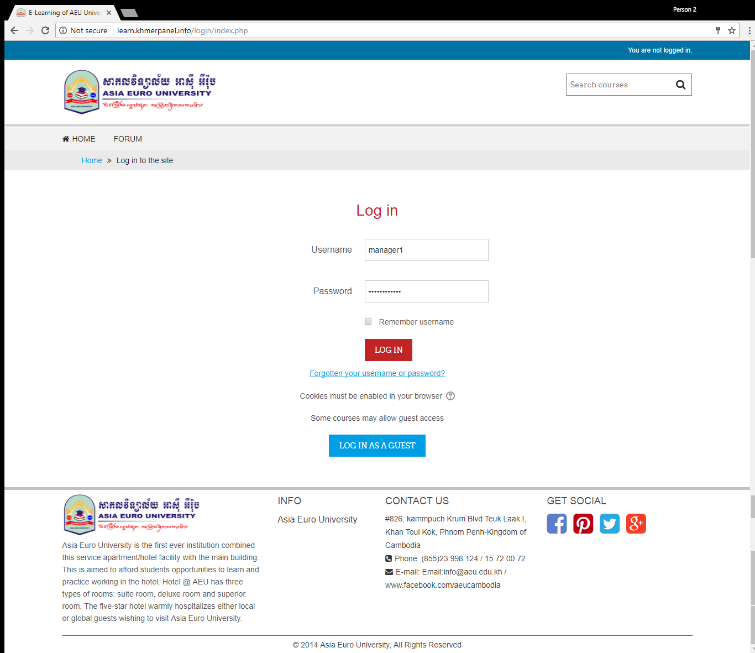 E-Learning of AEU Unive
Person 2
Not secure
learn.khmerpanel.info/login/index.php
You are not logged in.
សាកលវិទ្យាល័យ អាស៊ី អឺរ៉ុប
ASIA EURO UNIVERSITY
Search courses
HOME FORUM
Home » Log in to the site
Log in
Username manager1
Password ••••••••••••
Remember username
LOG IN
Forgotten your username or password?
Cookies must be enabled in your browser
Some courses may allow guest access
LOG IN AS A GUEST
សាកលវិទ្យាល័យ អាស៊ី អឺរ៉ុប
ASIA EURO UNIVERSITY
Asia Euro University is the first ever institution combined
this service apartment/hotel facility with the main building.
This is aimed to afford students opportunities to learn and
practice working in the hotel. Hotel @ AEU has three
types of rooms: suite room, deluxe room and superior
room. The five-star hotel warmly hospitalizes either local
or global guests wishing to visit Asia Euro University.
INFO
Asia Euro University
CONTACT US
#826, kammpuch Krum Blvd Teuk Laak I,
Khan Toul Kok, Phnom Penh-Kingdom of
Cambodia
Phone: (855)23 998 124 / 15 72 00 72
E-mail: Email:info@aeu.edu.kh /
www.facebook.com/aeucambodia
GET SOCIAL
© 2014 Asia Euro University, All Rights Reserved